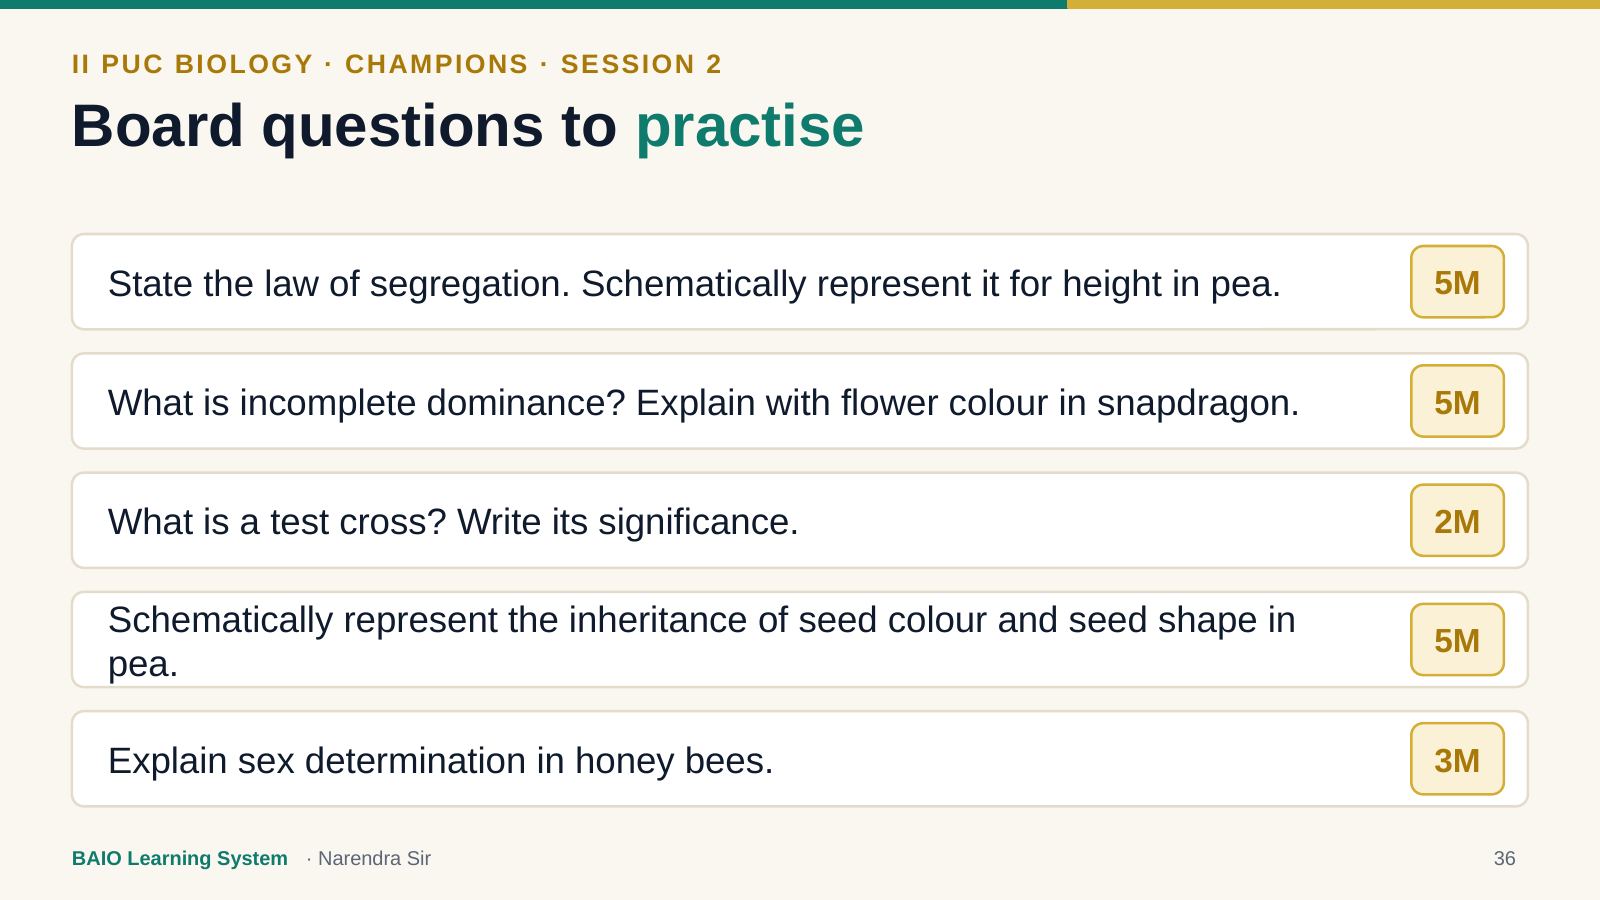 II PUC BIOLOGY · CHAMPIONS · SESSION 2
Board questions to practise
State the law of segregation. Schematically represent it for height in pea. 5M
What is incomplete dominance? Explain with flower colour in snapdragon. 5M
What is a test cross? Write its significance. 2M
Schematically represent the inheritance of seed colour and seed shape in
pea. 5M
Explain sex determination in honey bees. 3M
BAIO Learning System · Narendra Sir 36